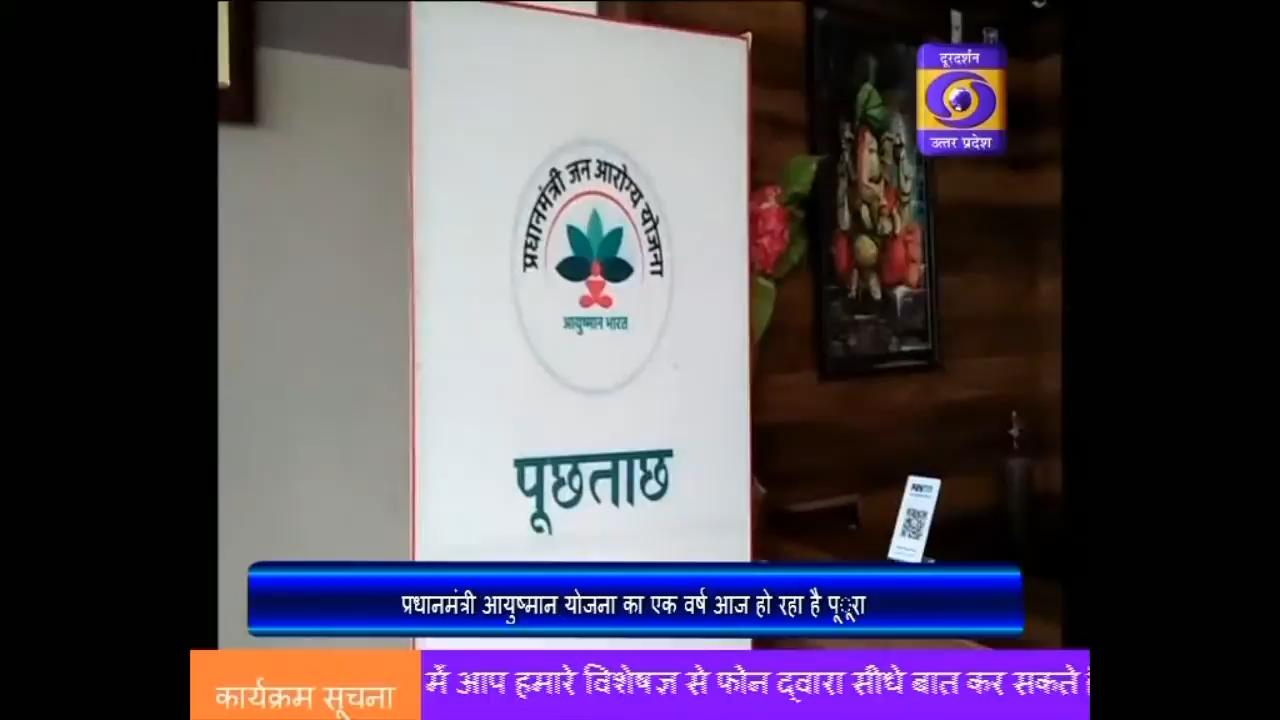 दूरदर्शन
उत्तर प्रदेश
प्रधानमंत्री जन आरोग्य योजना
आयुष्मान भारत
पूछताछ
प्रधानमंत्री आयुष्मान योजना का एक वर्ष आज हो रहा है पूूरा
कार्यक्रम सूचना
में आप हमारे विशेषज्ञ से फोन द्वारा सीधे बात कर सकते